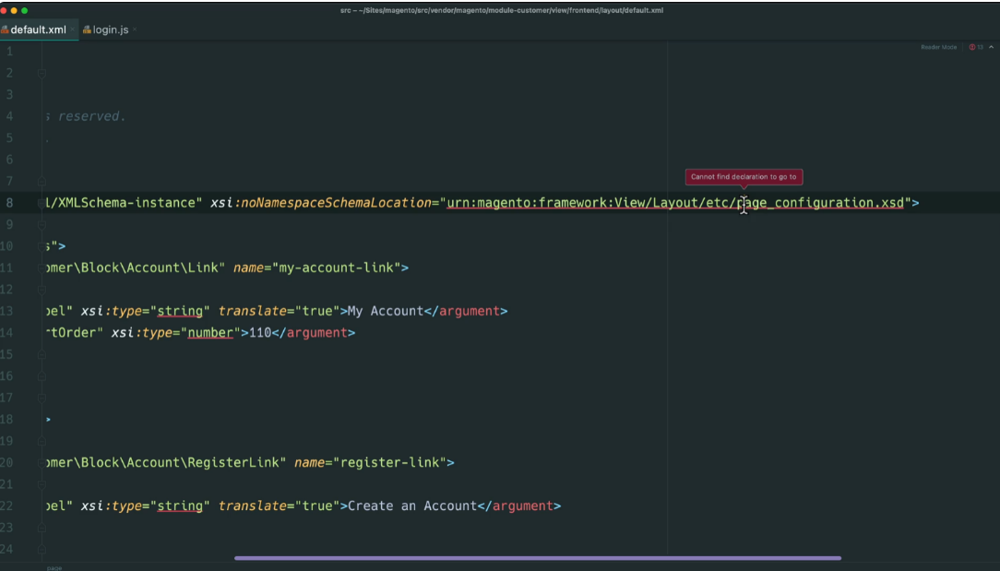 src – ~/Sites/magento/src/vendor/magento/module-customer/view/frontend/layout/default.xml
default.xml login.js
Reader Mode 13
1
2
3
4 s reserved.
5 .
6
7
Cannot find declaration to go to
8 l/XMLSchema-instance" xsi:noNamespaceSchemaLocation="urn:magento:framework:View/Layout/etc/page_configuration.xsd">
9
10 s">
11 omer\Block\Account\Link" name="my-account-link">
12
13 bel" xsi:type="string" translate="true">My Account</argument>
14 rtOrder" xsi:type="number">110</argument>
15
16
17
18 >
19
20 omer\Block\Account\RegisterLink" name="register-link">
21
22 bel" xsi:type="string" translate="true">Create an Account</argument>
23
24
page